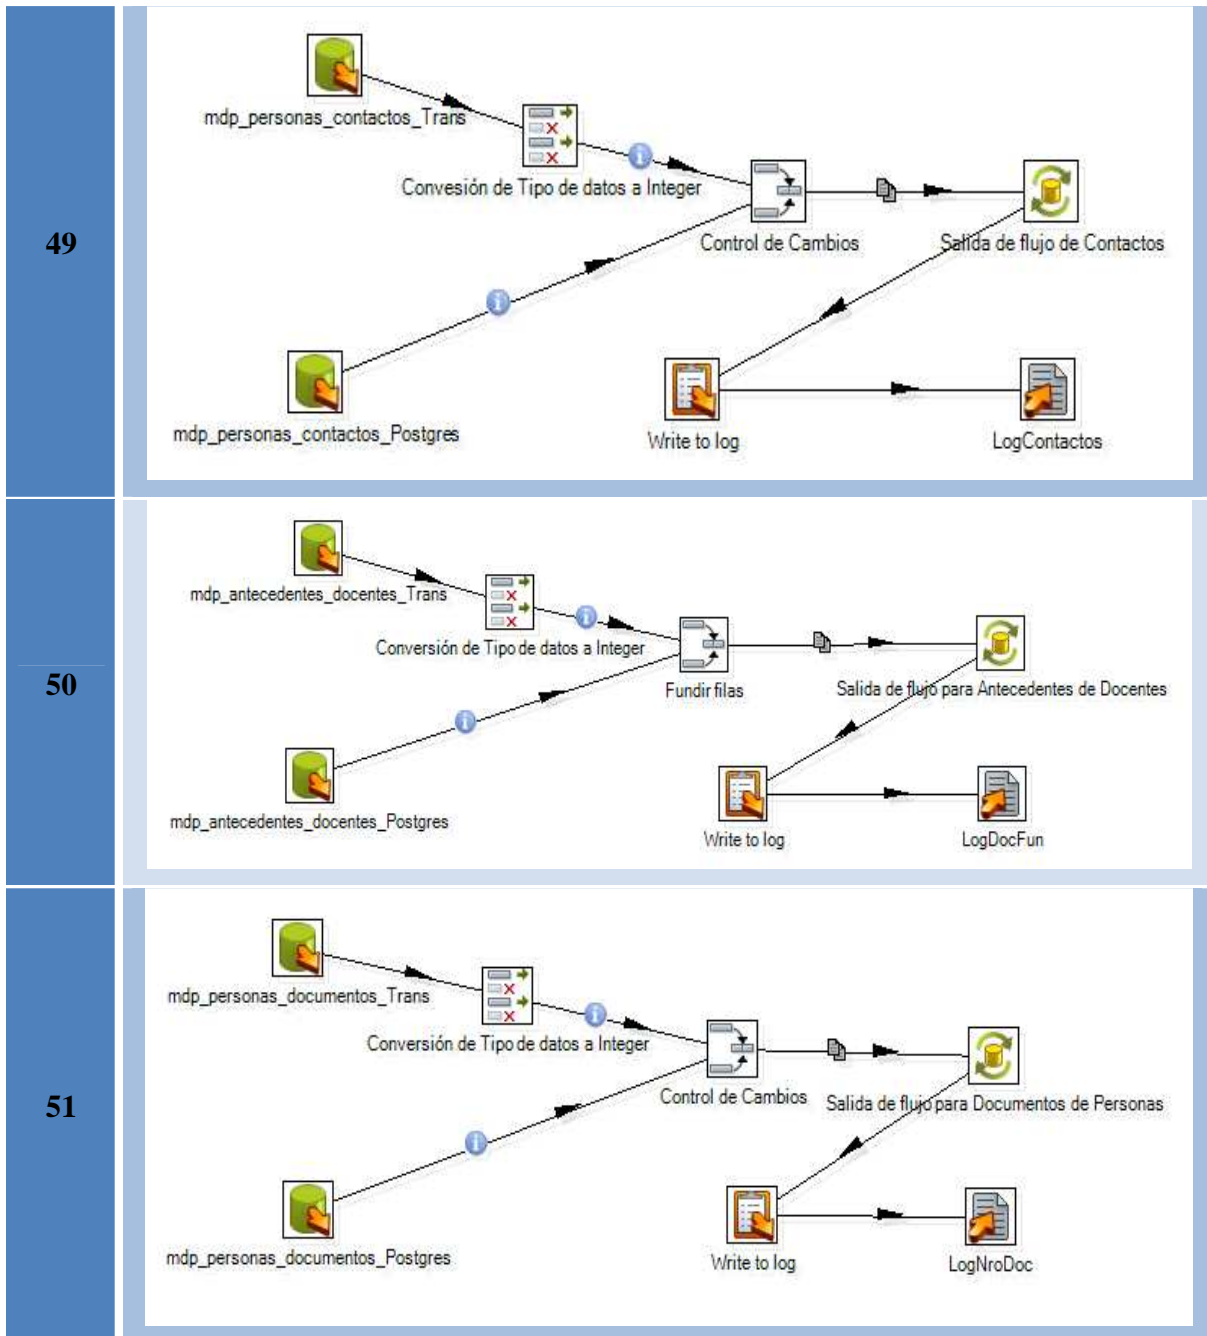 49
mdp_personas_contactos_Trans
Convesión de Tipo de datos a Integer
Control de Cambios
Salida de flujo de Contactos
mdp_personas_contactos_Postgres
Write to log
LogContactos
50
mdp_antecedentes_docentes_Trans
Conversión de Tipo de datos a Integer
Fundir filas
Salida de flujo para Antecedentes de Docentes
mdp_antecedentes_docentes_Postgres
Write to log
LogDocFun
51
mdp_personas_documentos_Trans
Conversión de Tipo de datos a Integer
Control de Cambios
Salida de flujo para Documentos de Personas
mdp_personas_documentos_Postgres
Write to log
LogNroDoc